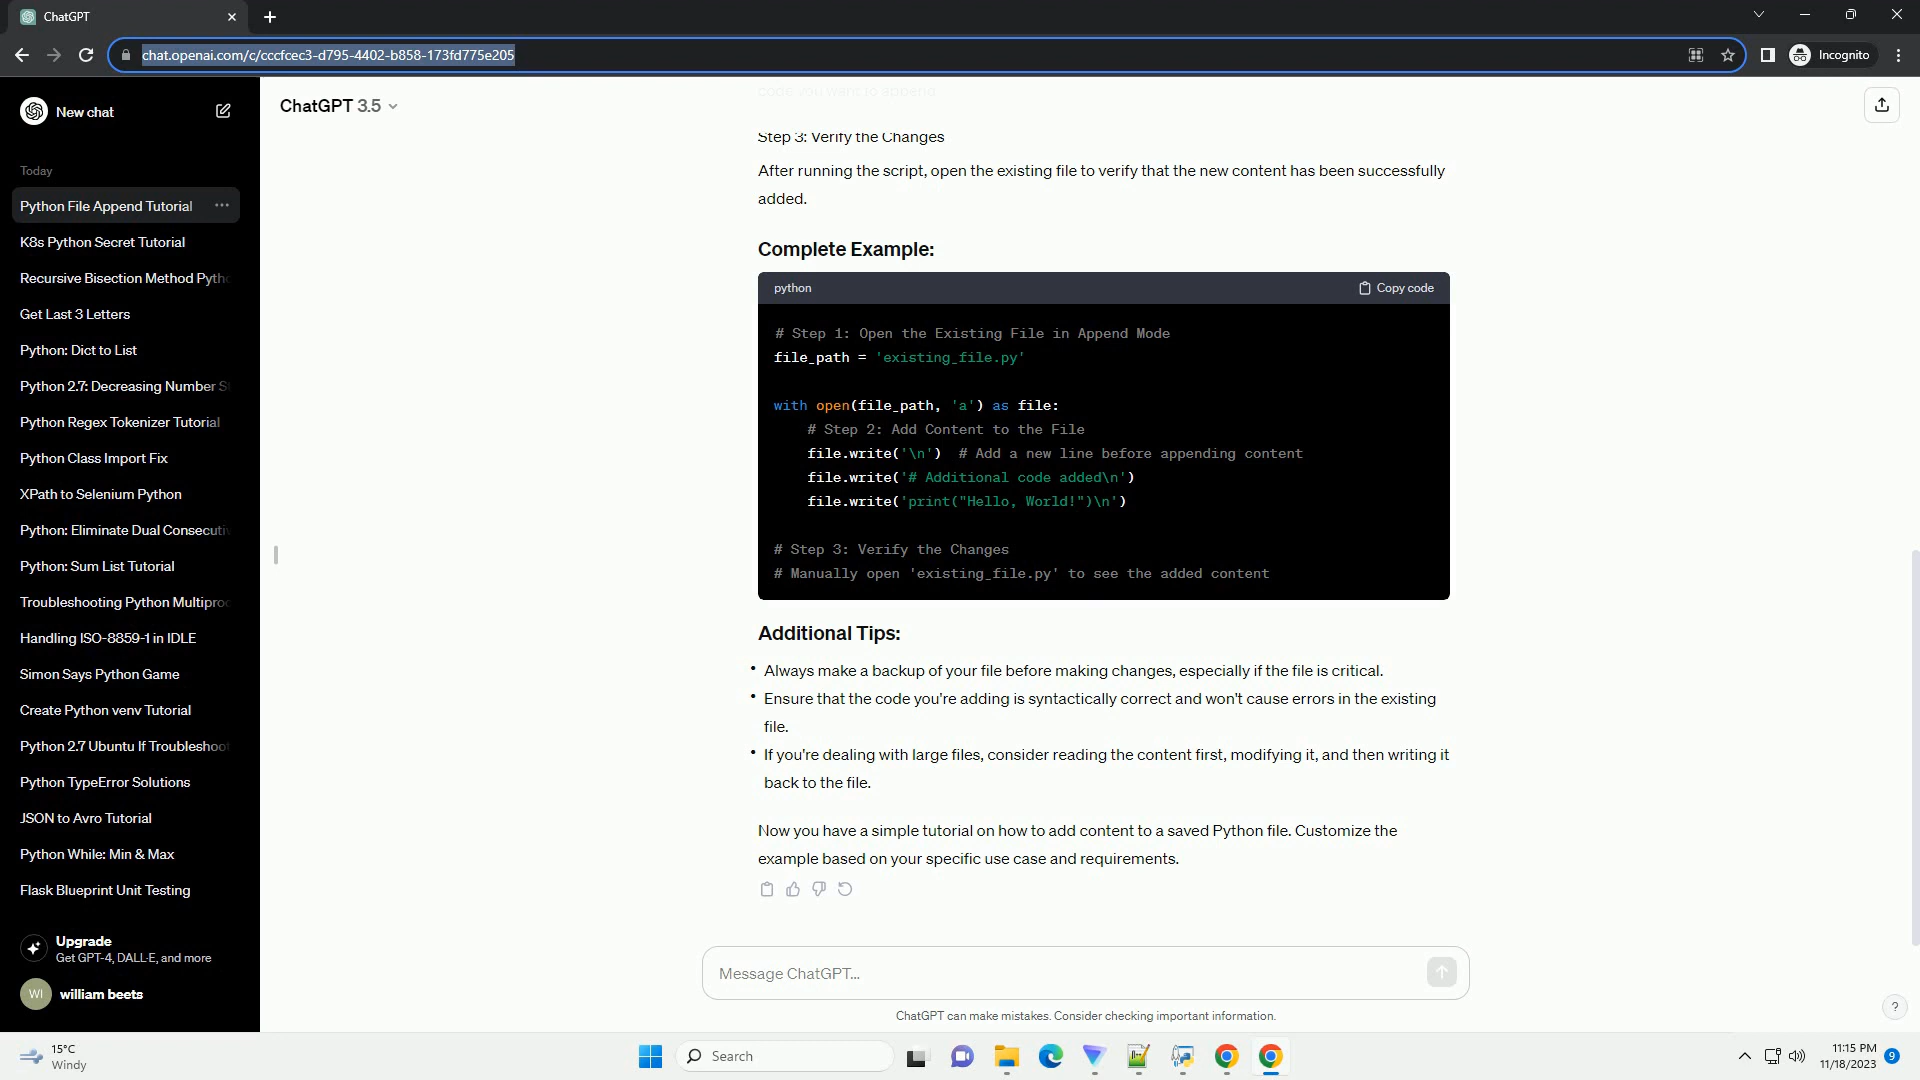 ChatGPT
chat.openai.com/c/cccfcec3-d795-4402-b858-173fd775e205
Incognito
New chat
ChatGPT 3.5
Today
Python File Append Tutorial
K8s Python Secret Tutorial
Recursive Bisection Method Pytho
Get Last 3 Letters
Python: Dict to List
Python 2.7: Decreasing Number S
Python Regex Tokenizer Tutorial
Python Class Import Fix
XPath to Selenium Python
Python: Eliminate Dual Consecuti
Python: Sum List Tutorial
Troubleshooting Python Multiproc
Handling ISO-8859-1 in IDLE
Simon Says Python Game
Create Python venv Tutorial
Python 2.7 Ubuntu If Troubleshoot
Python TypeError Solutions
JSON to Avro Tutorial
Python While: Min & Max
Flask Blueprint Unit Testing
Upgrade
Get GPT-4, DALL·E, and more
WI
william beets
code you want to append.
Step 3: Verify the Changes
After running the script, open the existing file to verify that the new content has been successfully
added.
Complete Example:
python
Copy code
# Step 1: Open the Existing File in Append Mode
file_path = 'existing_file.py'
with open(file_path, 'a') as file:
# Step 2: Add Content to the File
file.write('\n')  # Add a new line before appending content
file.write('# Additional code added\n')
file.write('print("Hello, World!")\n')
# Step 3: Verify the Changes
# Manually open 'existing_file.py' to see the added content
Additional Tips:
• Always make a backup of your file before making changes, especially if the file is critical.
• Ensure that the code you're adding is syntactically correct and won't cause errors in the existing
file.
• If you're dealing with large files, consider reading the content first, modifying it, and then writing it
back to the file.
Now you have a simple tutorial on how to add content to a saved Python file. Customize the
example based on your specific use case and requirements.
Message ChatGPT...
ChatGPT can make mistakes. Consider checking important information.
?
15°C
Windy
Search
11:15 PM
11/18/2023
9